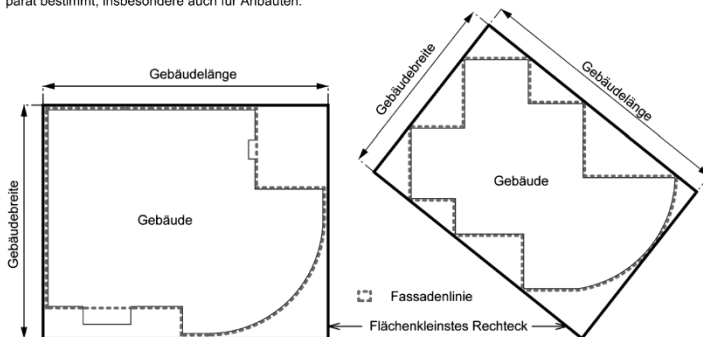 parat bestimmt, insbesondere auch für Anbauten.
Gebäudelänge
Gebäudebreite
Gebäude
Gebäudebreite
Gebäudelänge
Gebäude
Fassadenlinie
Flächenkleinstes Rechteck